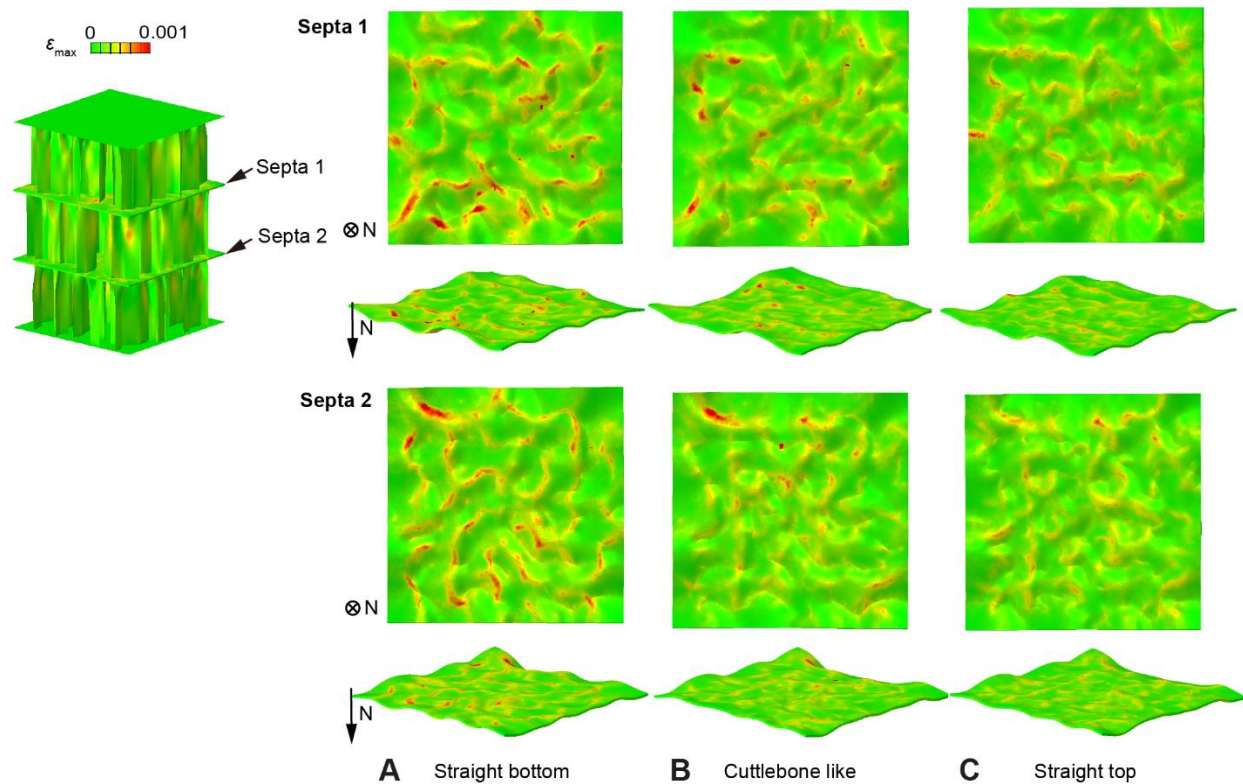 0 0.001
εmax
Septa 1
Septa 2
Septa 1
⊗ N
N
Septa 2
⊗ N
N
A Straight bottom
B Cuttlebone like
C Straight top